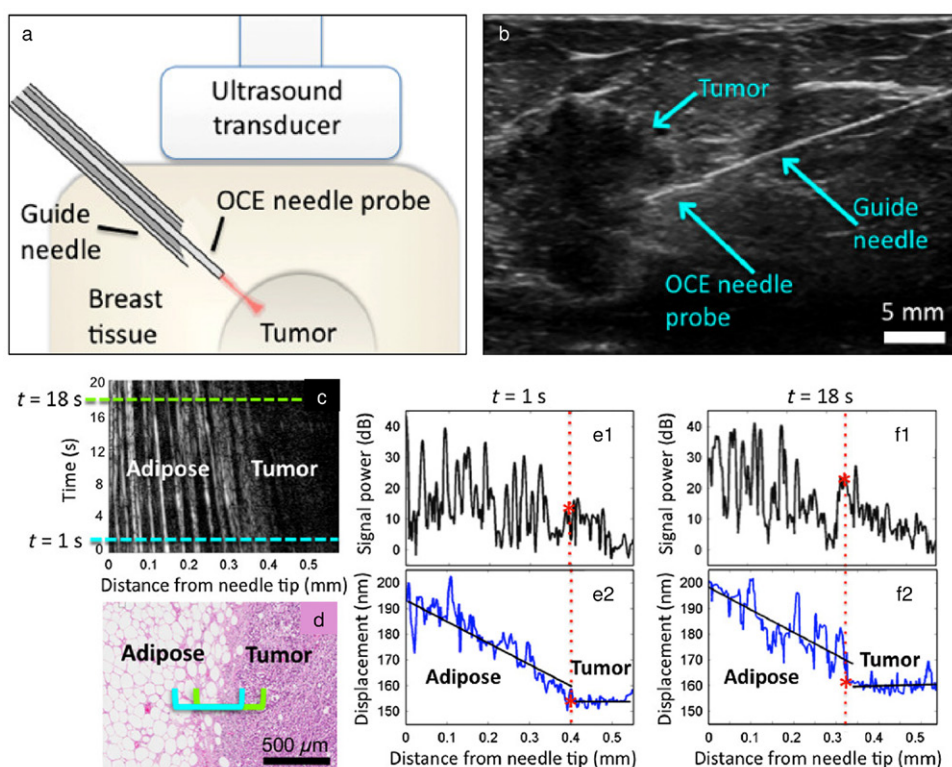 a
Ultrasound
transducer
OCE needle probe
Guide
needle
Breast
tissue
Tumor
b
Tumor
Guide
needle
OCE needle
probe
5 mm
t = 18 s
t = 1 s
c
20
16
12
8
4
0
Time (s)
Adipose
Tumor
0 0.1 0.2 0.3 0.4 0.5
Distance from needle tip (mm)
d
Adipose
Tumor
500 µm
t = 1 s
e1
40
30
20
10
0
Signal power (dB)
e2
200
190
180
170
160
150
Displacement (nm)
Adipose
Tumor
0 0.1 0.2 0.3 0.4 0.5
Distance from needle tip (mm)
t = 18 s
f1
40
30
20
10
0
Signal power (dB)
f2
200
190
180
170
160
150
Displacement (nm)
Adipose
Tumor
0 0.1 0.2 0.3 0.4 0.5
Distance from needle tip (mm)